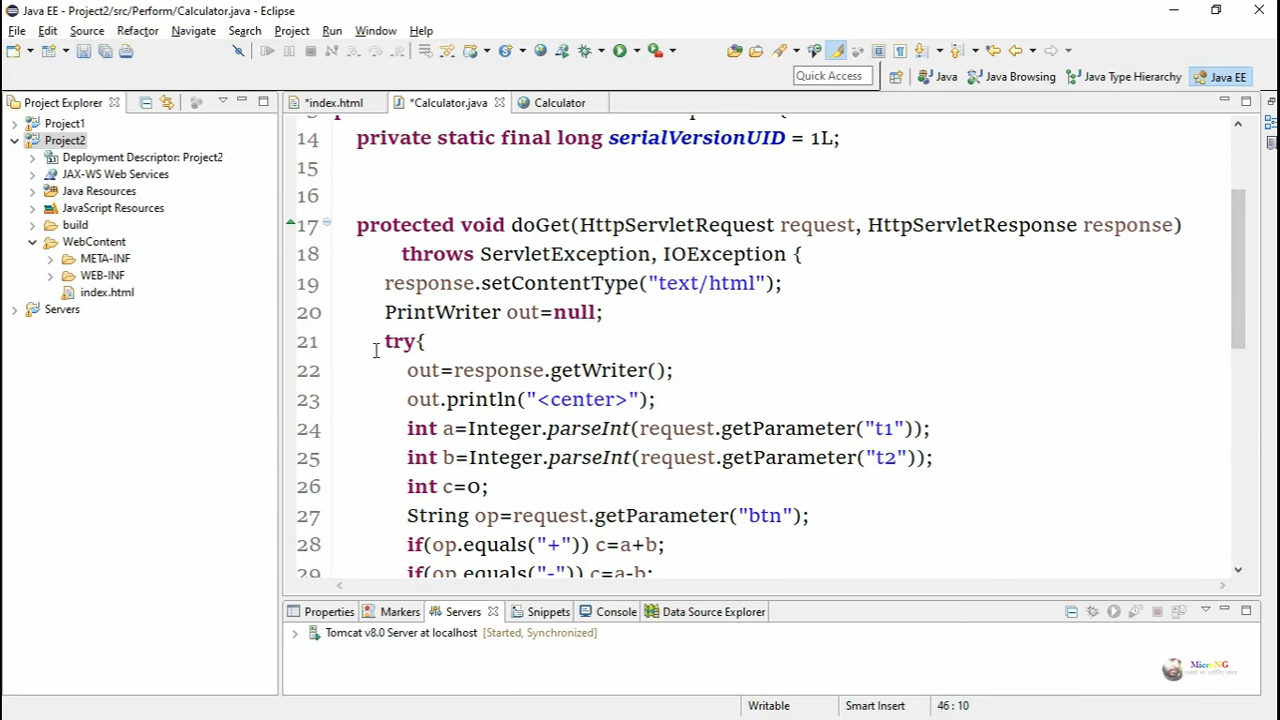 Java EE - Project2/src/Perform/Calculator.java - Eclipse
File Edit Source Refactor Navigate Search Project Run Window Help
Quick Access
Java
Java Browsing
Java Type Hierarchy
Java EE
Project Explorer
*index.html
*Calculator.java
Calculator
Project1
Project2
Deployment Descriptor: Project2
JAX-WS Web Services
Java Resources
JavaScript Resources
build
WebContent
META-INF
WEB-INF
index.html
Servers
14 private static final long serialVersionUID = 1L;
15
16
17 protected void doGet(HttpServletRequest request, HttpServletResponse response)
18 throws ServletException, IOException {
19 response.setContentType("text/html");
20 PrintWriter out=null;
21 try{
22 out=response.getWriter();
23 out.println("<center>");
24 int a=Integer.parseInt(request.getParameter("t1"));
25 int b=Integer.parseInt(request.getParameter("t2"));
26 int c=0;
27 String op=request.getParameter("btn");
28 if(op.equals("+")) c=a+b;
29 if(op.equals("-")) c=a-b;
Properties Markers Servers Snippets Console Data Source Explorer
Tomcat v8.0 Server at localhost [Started, Synchronized]
MicroNG
Writable
Smart Insert
46 : 10